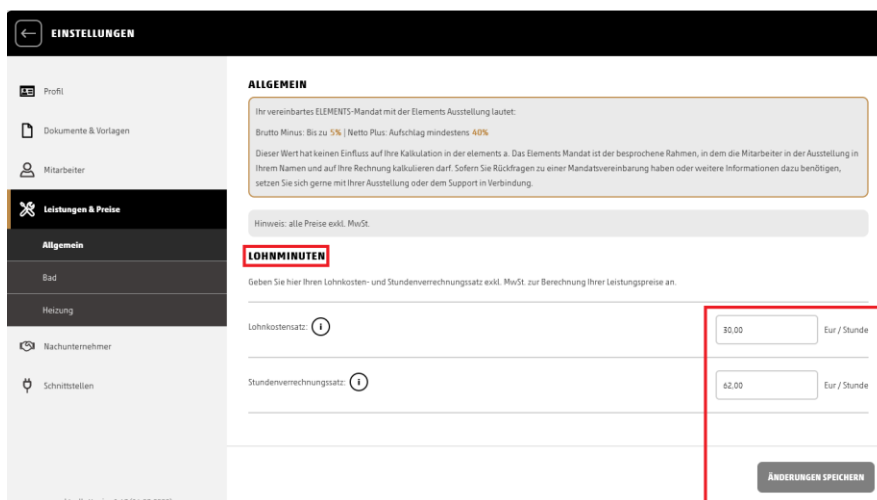 EINSTELLUNGEN
Profil
Dokumente & Vorlagen
Mitarbeiter
Leistungen & Preise
Allgemein
Bad
Heizung
Nachunternehmer
Schnittstellen
ALLGEMEIN
Ihr vereinbartes ELEMENTS-Mandat mit der Elements Ausstellung lautet:
Brutto Minus: Bis zu 5% | Netto Plus: Aufschlag mindestens 40%
Dieser Wert hat keinen Einfluss auf Ihre Kalkulation in der elements a. Das Elements Mandat ist der besprochene Rahmen, in dem die Mitarbeiter in der Ausstellung in
Ihrem Namen und auf Ihre Rechnung kalkulieren darf. Sofern Sie Rückfragen zu einer Mandatsvereinbarung haben oder weitere Informationen dazu benötigen,
setzen Sie sich gerne mit Ihrer Ausstellung oder dem Support in Verbindung.
Hinweis: alle Preise exkl. MwSt.
LOHNMINUTEN
Geben Sie hier Ihren Lohnkosten- und Stundenverrechnungssatz exkl. MwSt. zur Berechnung Ihrer Leistungspreise an.
Lohnkostensatz: i 30,00 Eur / Stunde
Stundenverrechnungssatz: i 62,00 Eur / Stunde
ÄNDERUNGEN SPEICHERN